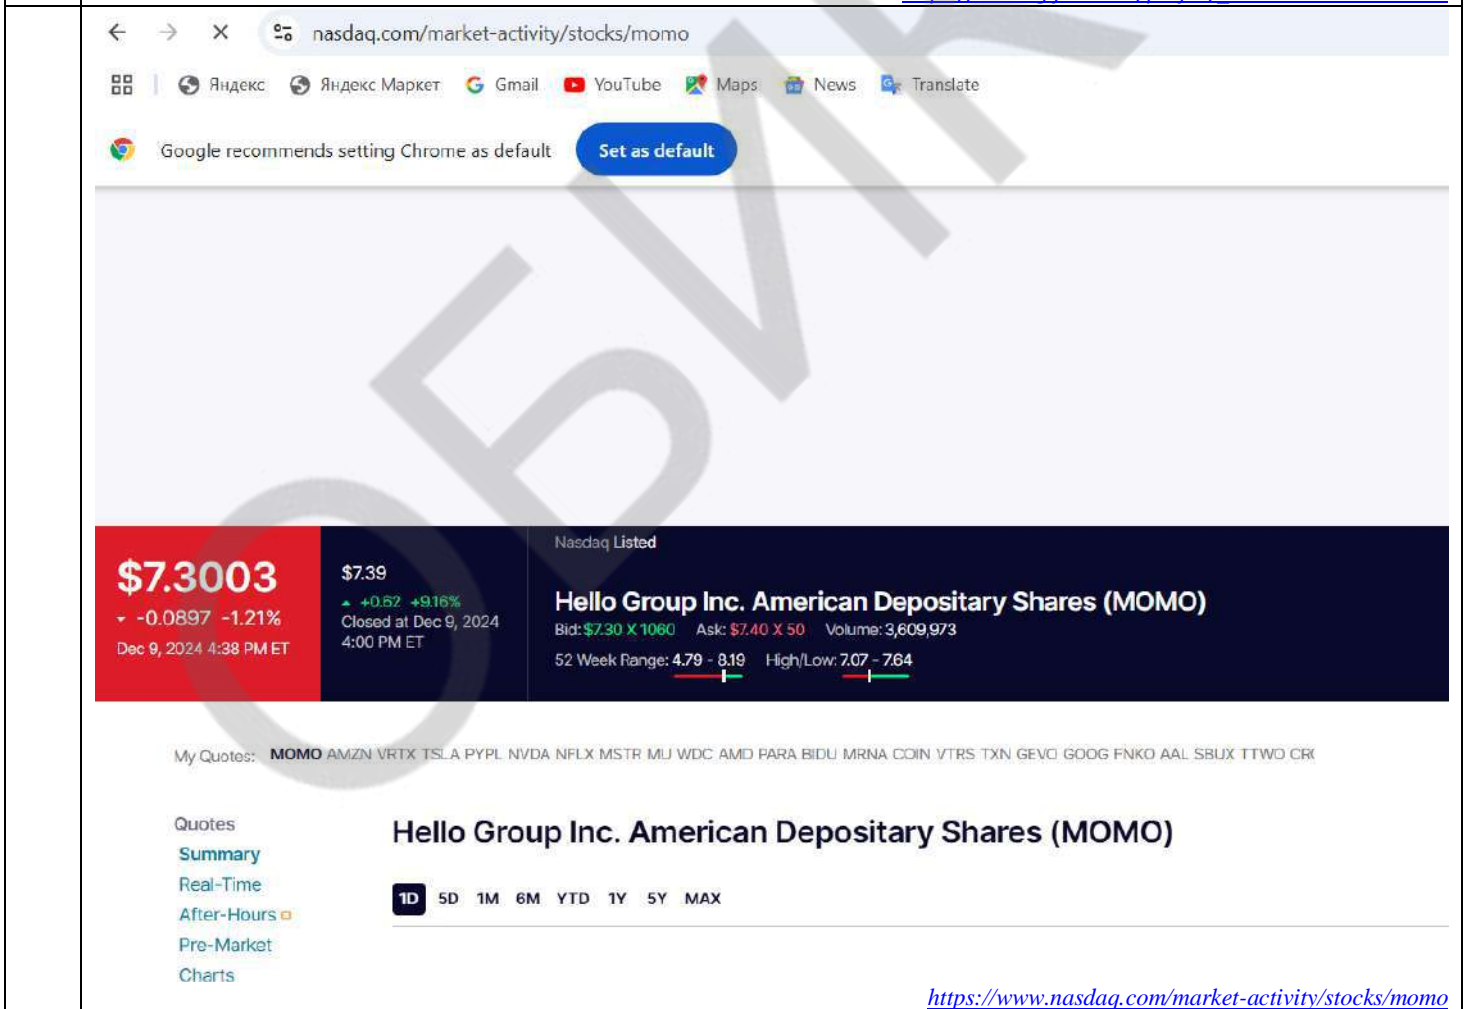 nasdaq.com/market-activity/stocks/momo
Яндекс Яндекс Маркет Gmail YouTube Maps News Translate
Google recommends setting Chrome as default Set as default
ОБИК
Nasdaq Listed
$7.3003
-0.0897 -1.21%
Dec 9, 2024 4:38 PM ET
$7.39
+0.62 +9.16%
Closed at Dec 9, 2024
4:00 PM ET
Hello Group Inc. American Depositary Shares (MOMO)
Bid: $7.30 X 1060 Ask: $7.40 X 50 Volume: 3,609,973
52 Week Range: 4.79 - 8.19 High/Low: 7.07 - 7.64
My Quotes: MOMO AMZN VRTX TSLA PYPL NVDA NFLX MSTR MU WDC AMD PARA BIDU MRNA COIN VTRS TXN GEVO GOOG FNKO AAL SBUX TTWO
Quotes
Summary
Real-Time
After-Hours
Pre-Market
Charts
Hello Group Inc. American Depositary Shares (MOMO)
1D 5D 1M 6M YTD 1Y 5Y MAX
https://www.nasdaq.com/market-activity/stocks/momo